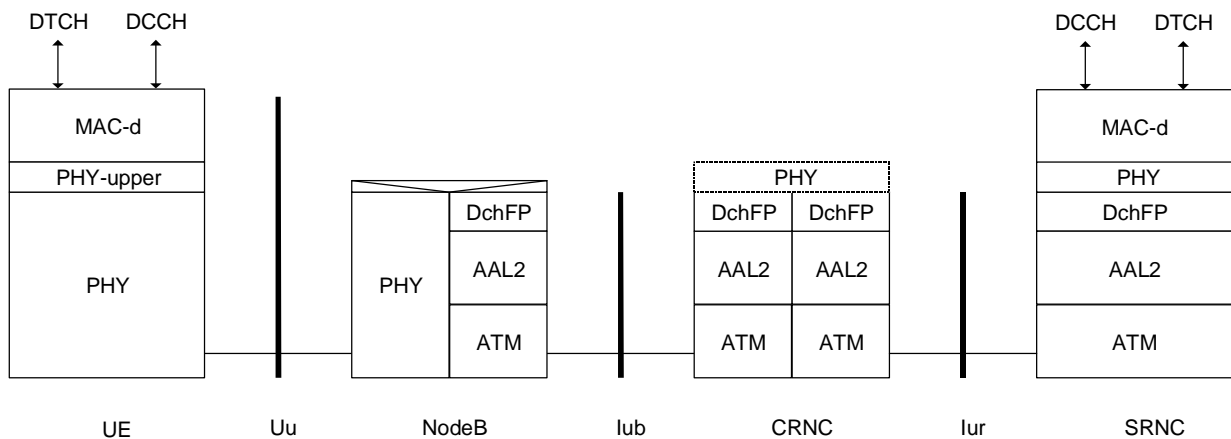 DTCH DCCH DCCH DTCH
MAC-d MAC-d
PHY-upper PHY PHY
DchFP DchFP DchFP DchFP
PHY PHY AAL2 AAL2 AAL2 AAL2
ATM ATM ATM ATM
UE Uu NodeB Iub CRNC Iur SRNC